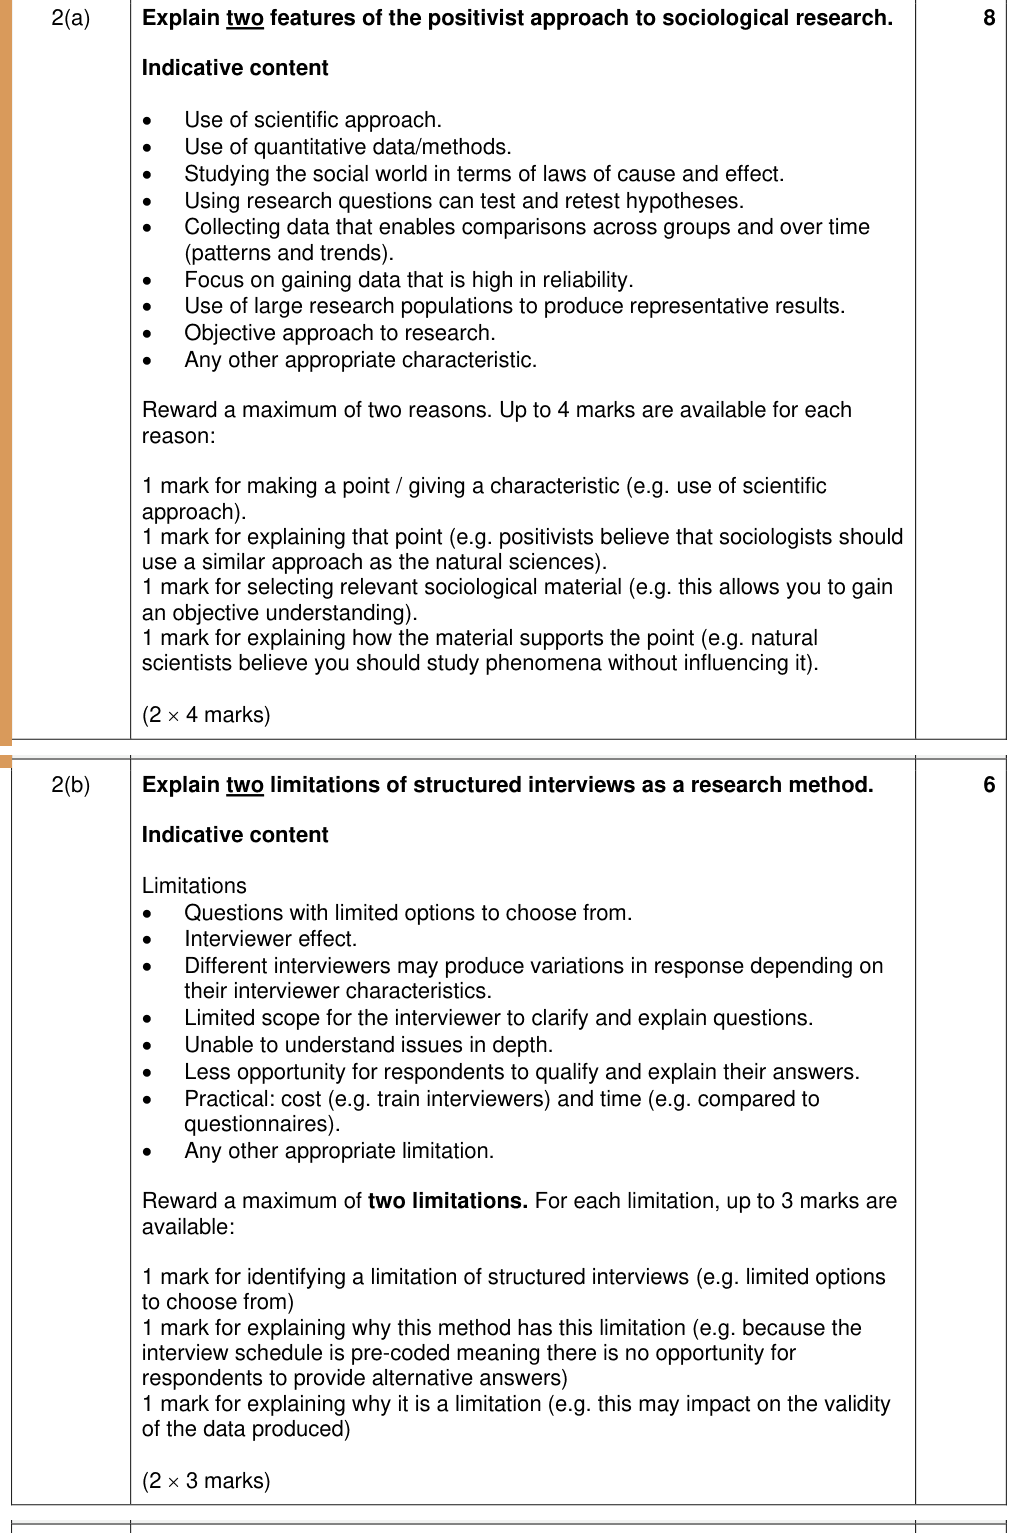 2(a) Explain two features of the positivist approach to sociological research. 8
Indicative content
• Use of scientific approach.
• Use of quantitative data/methods.
• Studying the social world in terms of laws of cause and effect.
• Using research questions can test and retest hypotheses.
• Collecting data that enables comparisons across groups and over time
(patterns and trends).
• Focus on gaining data that is high in reliability.
• Use of large research populations to produce representative results.
• Objective approach to research.
• Any other appropriate characteristic.
Reward a maximum of two reasons. Up to 4 marks are available for each
reason:
1 mark for making a point / giving a characteristic (e.g. use of scientific
approach).
1 mark for explaining that point (e.g. positivists believe that sociologists should
use a similar approach as the natural sciences).
1 mark for selecting relevant sociological material (e.g. this allows you to gain
an objective understanding).
1 mark for explaining how the material supports the point (e.g. natural
scientists believe you should study phenomena without influencing it).
(2 × 4 marks)
2(b) Explain two limitations of structured interviews as a research method. 6
Indicative content
Limitations
• Questions with limited options to choose from.
• Interviewer effect.
• Different interviewers may produce variations in response depending on
their interviewer characteristics.
• Limited scope for the interviewer to clarify and explain questions.
• Unable to understand issues in depth.
• Less opportunity for respondents to qualify and explain their answers.
• Practical: cost (e.g. train interviewers) and time (e.g. compared to
questionnaires).
• Any other appropriate limitation.
Reward a maximum of two limitations. For each limitation, up to 3 marks are
available:
1 mark for identifying a limitation of structured interviews (e.g. limited options
to choose from)
1 mark for explaining why this method has this limitation (e.g. because the
interview schedule is pre-coded meaning there is no opportunity for
respondents to provide alternative answers)
1 mark for explaining why it is a limitation (e.g. this may impact on the validity
of the data produced)
(2 × 3 marks)